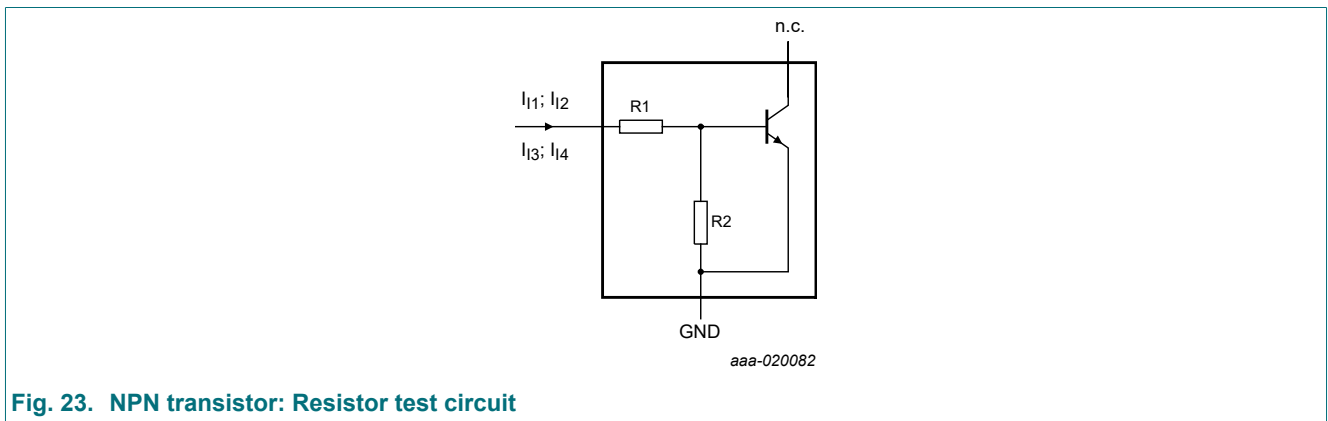 n.c.
I_I1; I_I2
R1
I_I3; I_I4
R2
GND
aaa-020082
Fig. 23. NPN transistor: Resistor test circuit